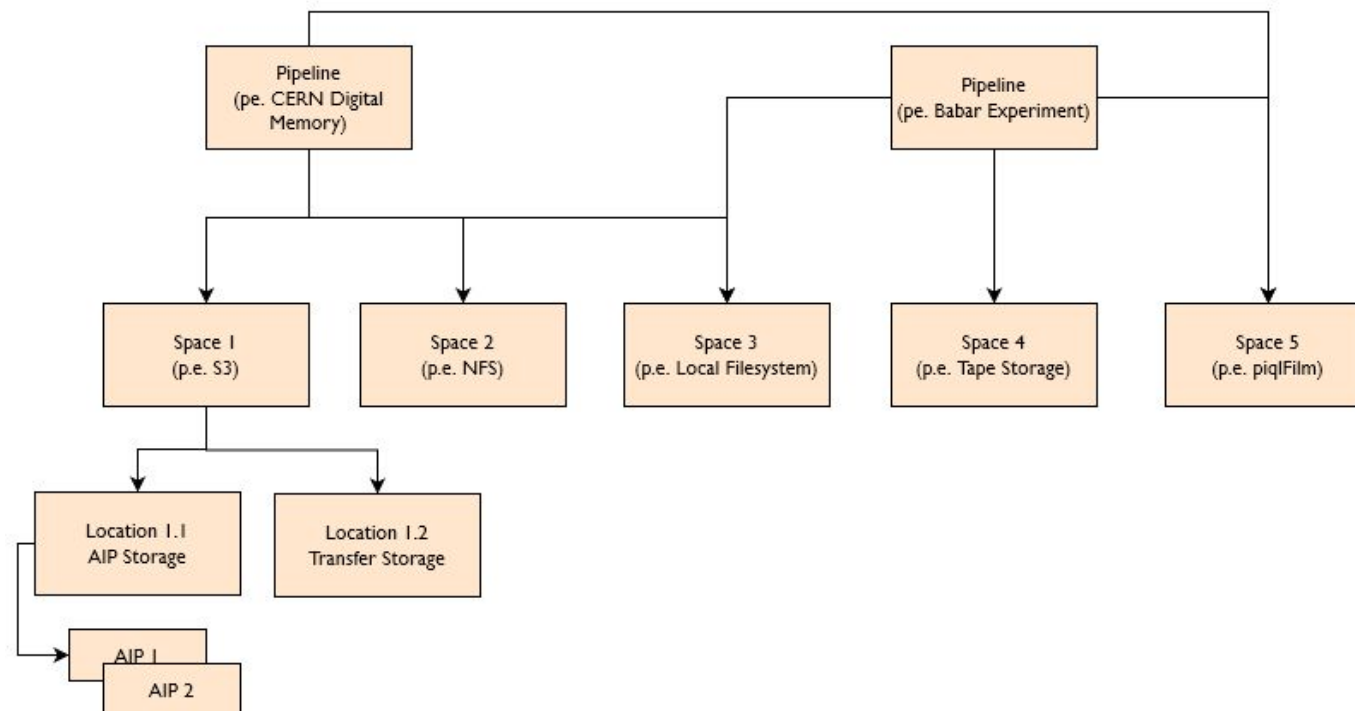 Pipeline
(pe. CERN Digital
Memory)
Pipeline
(pe. Babar Experiment)
Space 1
(p.e. S3)
Space 2
(p.e. NFS)
Space 3
(p.e. Local Filesystem)
Space 4
(p.e. Tape Storage)
Space 5
(p.e. piqlFilm)
Location 1.1
AIP Storage
Location 1.2
Transfer Storage
AIP 1
AIP 2